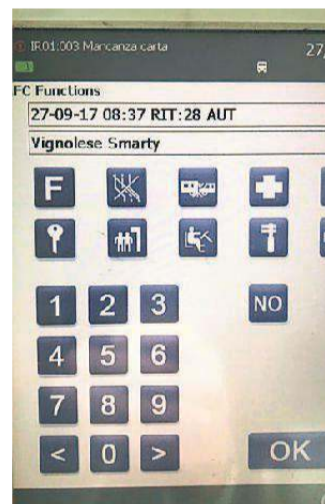 IR01:003 Mancanza carta 27,
FC Functions
27-09-17 08:37 RIT:28 AUT
Vignolese Smarty
F
1 2 3 NO
4 5 6
7 8 9
< 0 > OK